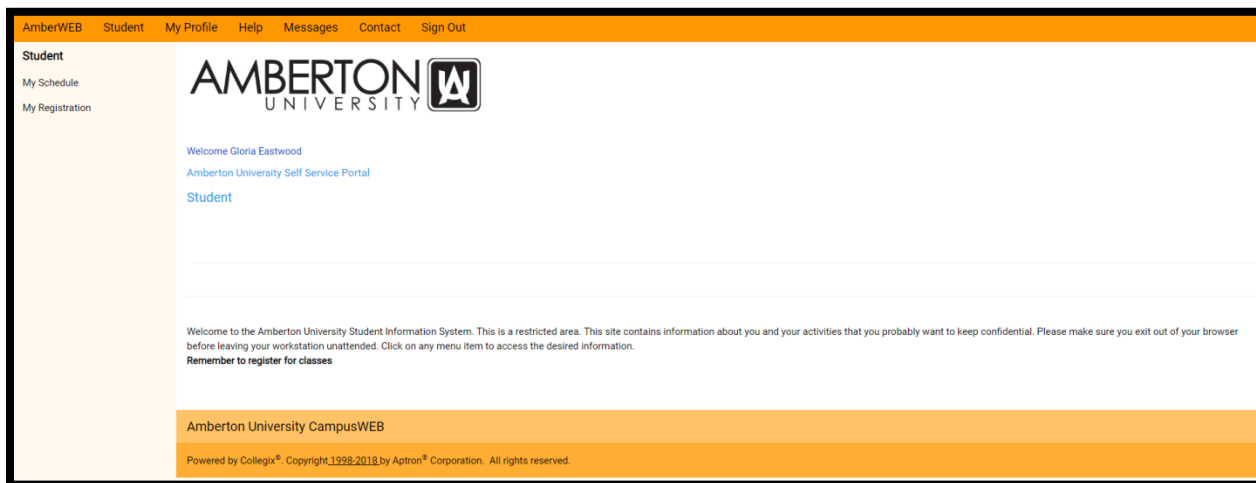 AmberWEB Student My Profile Help Messages Contact Sign Out
Student
My Schedule
My Registration
AMBERTON
UNIVERSITY
Welcome Gloria Eastwood
Amberton University Self Service Portal
Student
Welcome to the Amberton University Student Information System. This is a restricted area. This site contains information about you and your activities that you probably want to keep confidential. Please make sure you exit out of your browser
before leaving your workstation unattended. Click on any menu item to access the desired information.
Remember to register for classes
Amberton University CampusWEB
Powered by Collegix®. Copyright 1998-2018 by Aptron® Corporation. All rights reserved.